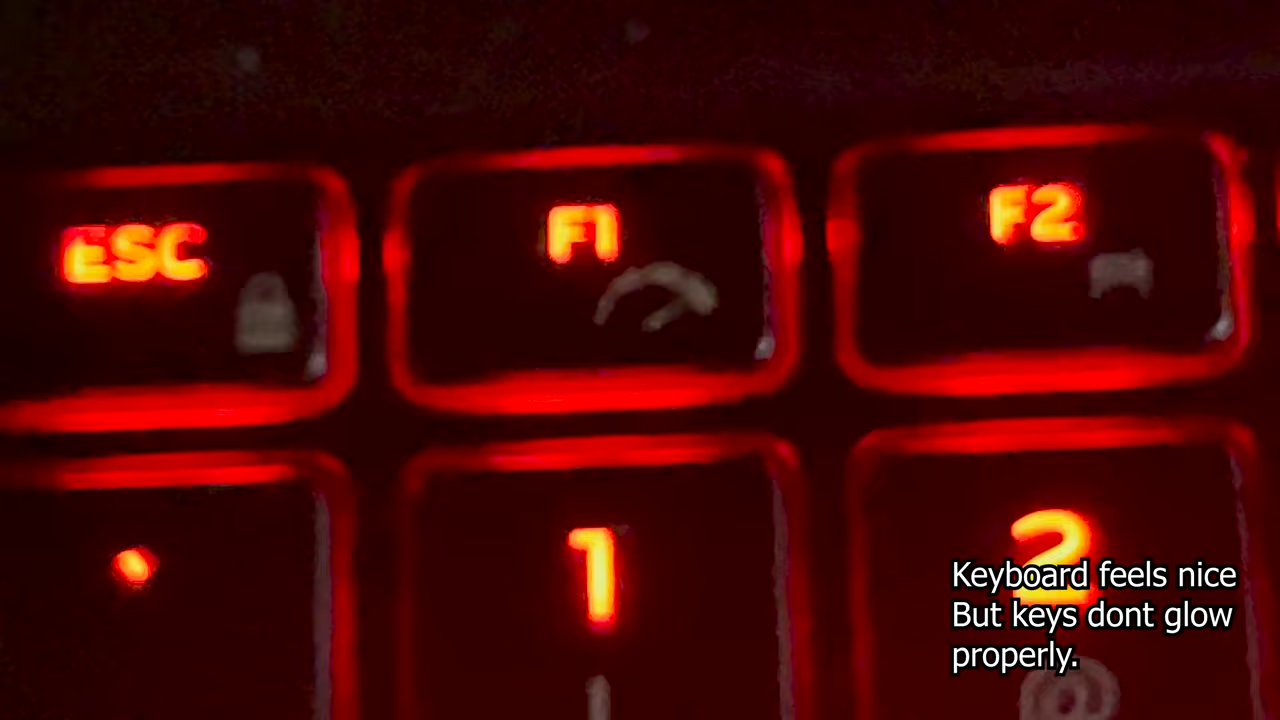 ESC F1 F2
1 2
Keyboard feels nice
But keys dont glow
properly.
@